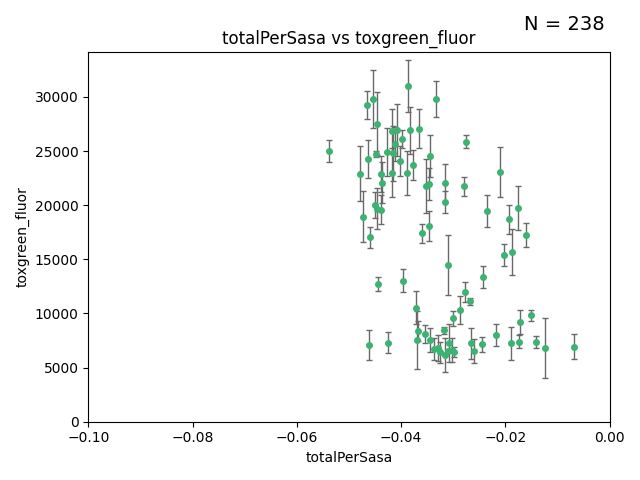 N = 238
totalPerSasa vs toxgreen_fluor
toxgreen_fluor
30000
25000
20000
15000
10000
5000
0
−0.10 −0.08 −0.06 −0.04 −0.02 0.00
totalPerSasa